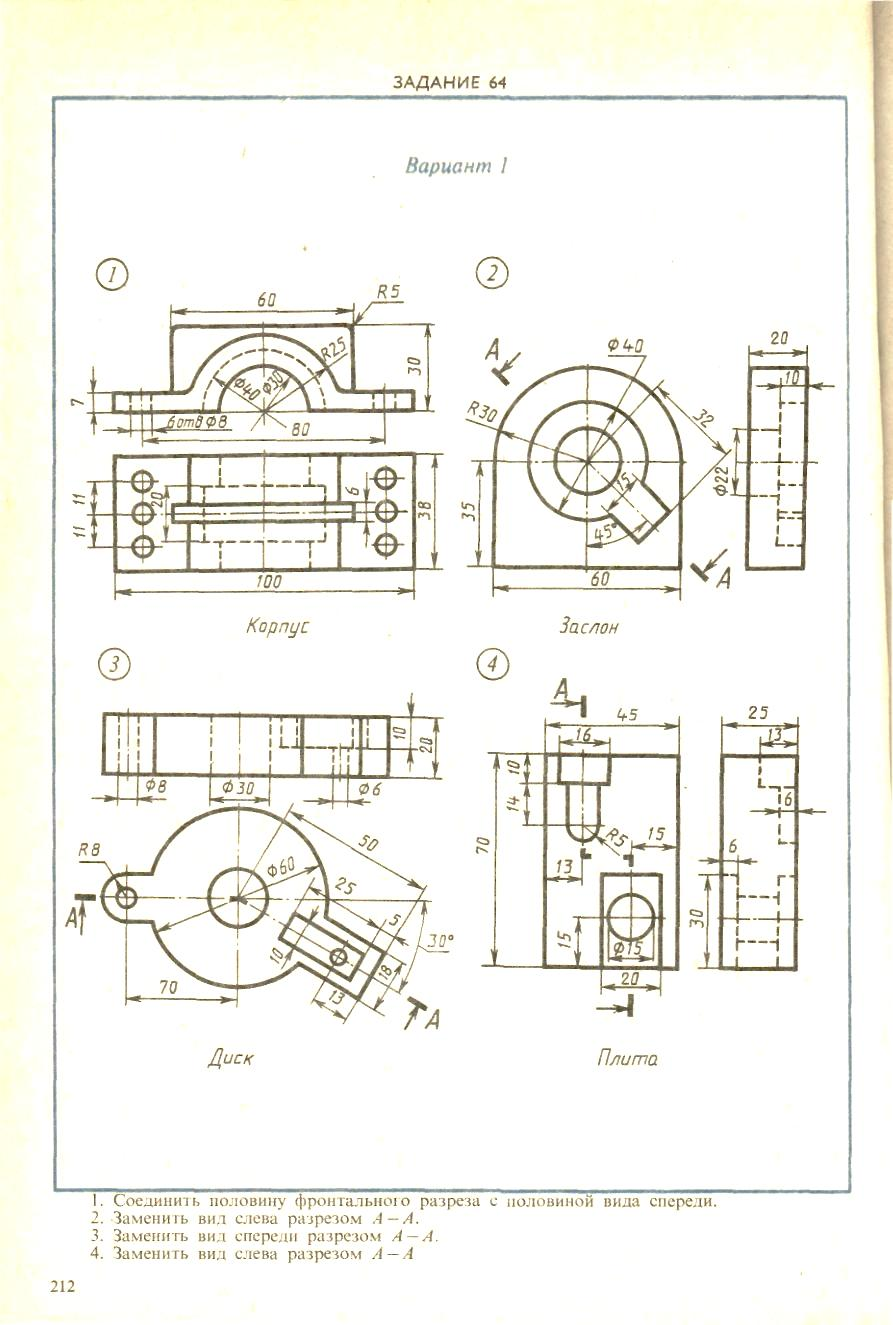 ЗАДАНИЕ 64
Вариант 1
1
60
R5
R25
30
Ф40
Ф30
7
6отв Ф8
80
11
11
20
6
38
100
Корпус
2
А
Ф40
R30
32
15
35
45°
60
А
20
10
Ф22
Заслон
3
10
20
Ф8
Ф30
Ф6
R8
Ф60
50
25
5
30°
А
10
18
13
70
А
Диск
4
А
45
16
10
14
70
R5
15
13
15
Ф15
20
25
13
6
6
30
Плита
1. Соединить половину фронтального разреза с половиной вида спереди.
2. Заменить вид слева разрезом А — А.
3. Заменить вид спереди разрезом А — А.
4. Заменить вид слева разрезом А — А
212